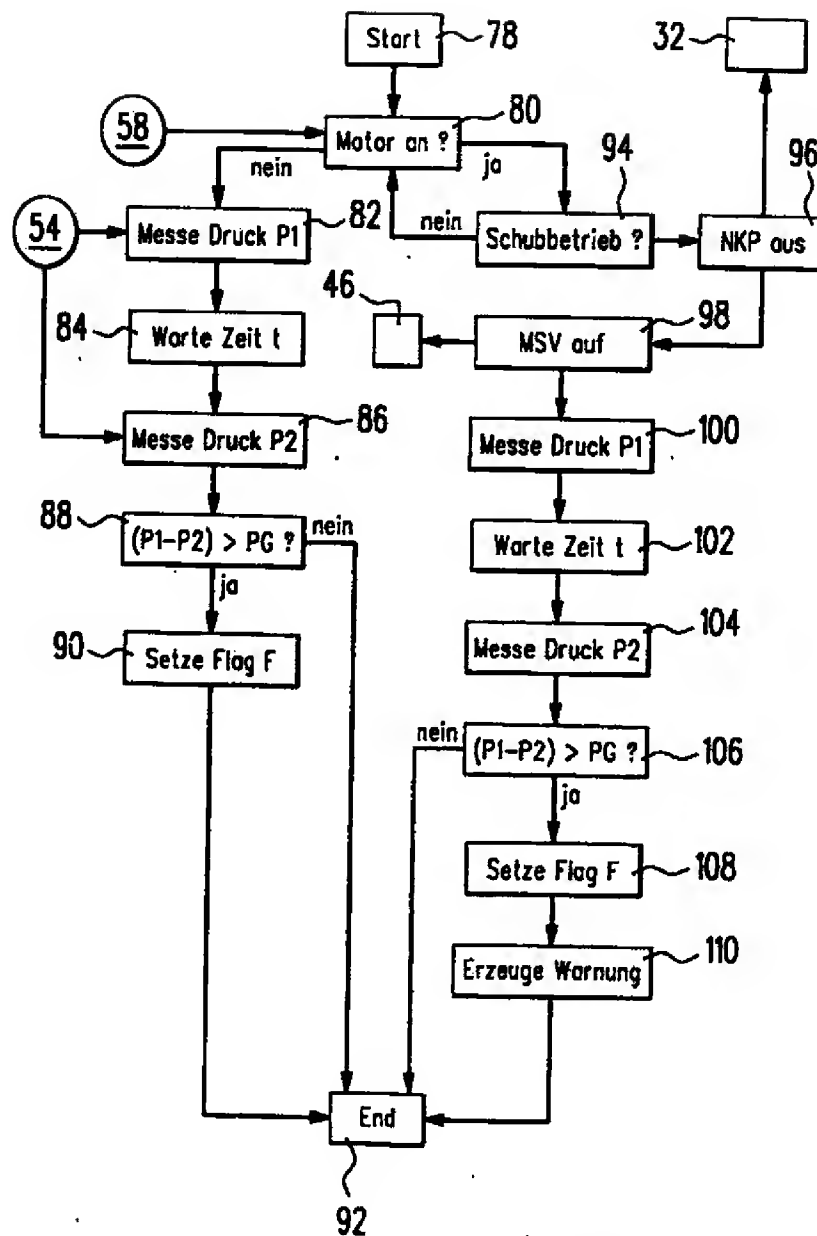 Start
78
32
58
Motor an ?
80
nein
ja
94
96
54
Messe Druck P1
82
nein
Schubbetrieb ?
NKP aus
84
Warte Zeit t
46
MSV auf
98
Messe Druck P2
86
Messe Druck P1
100
88
(P1-P2) > PG ?
nein
Warte Zeit t
102
ja
90
Setze Flag F
Messe Druck P2
104
nein
(P1-P2) > PG ?
106
ja
Setze Flag F
108
Erzeuge Warnung
110
End
92